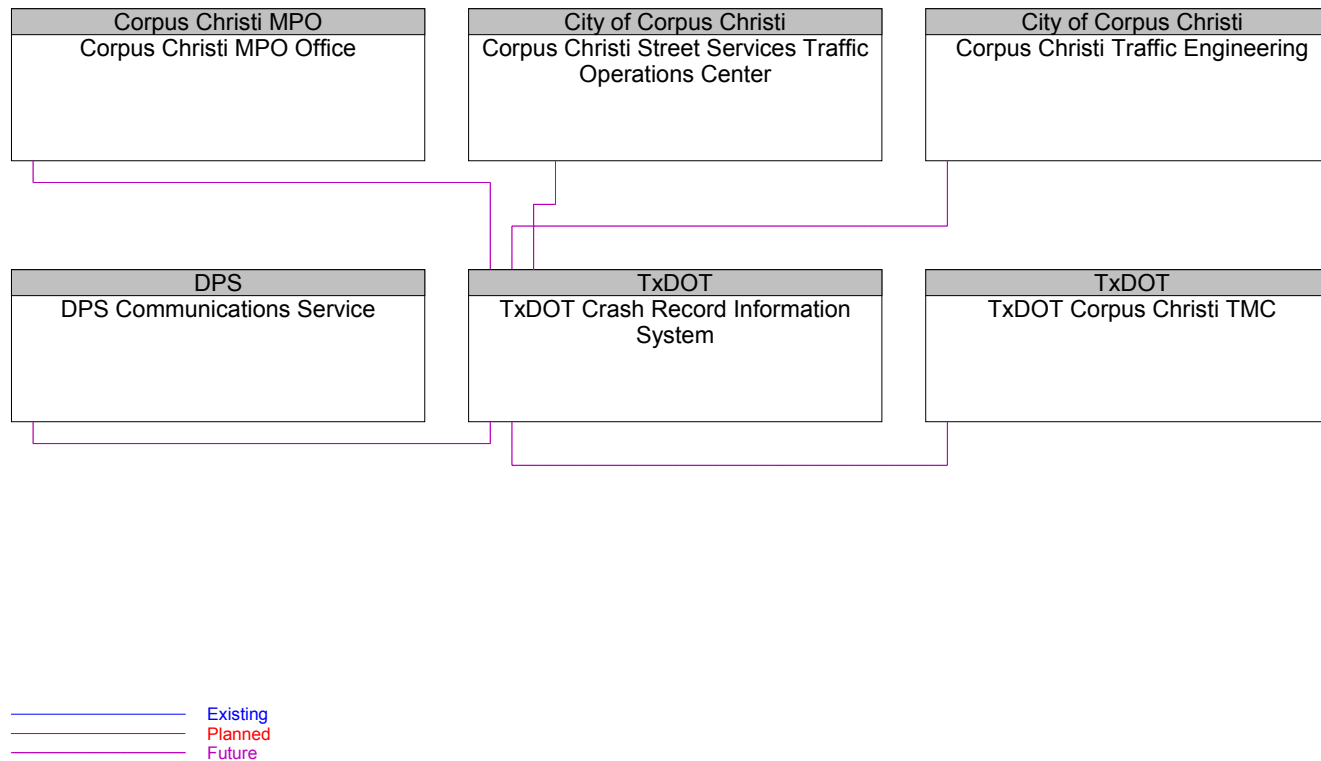 Corpus Christi MPO
Corpus Christi MPO Office
City of Corpus Christi
Corpus Christi Street Services Traffic
Operations Center
City of Corpus Christi
Corpus Christi Traffic Engineering
DPS
DPS Communications Service
TxDOT
TxDOT Crash Record Information
System
TxDOT
TxDOT Corpus Christi TMC
Existing
Planned
Future